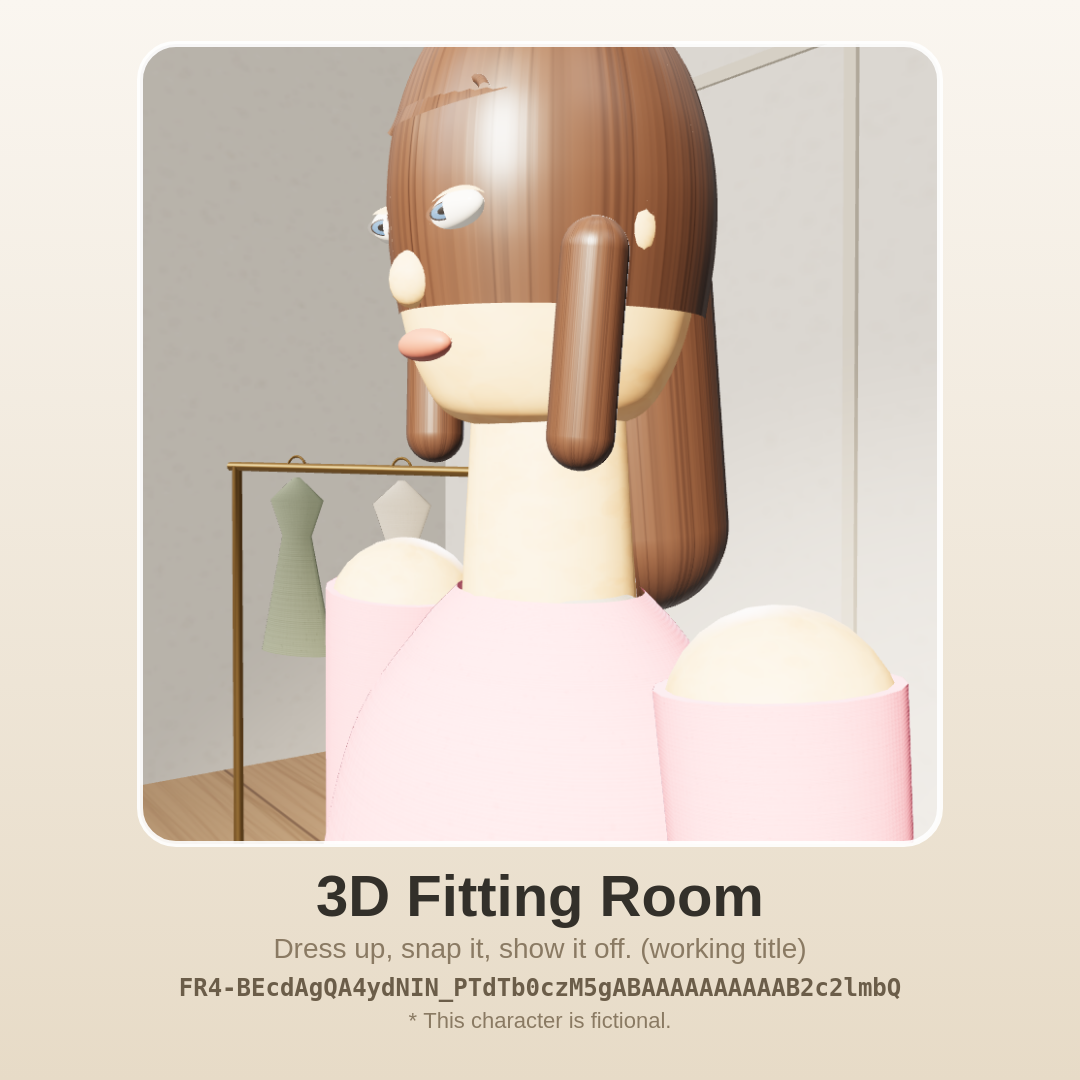 3D Fitting Room
Dress up, snap it, show it off. (working title)
FR4-BEcdAgQA4ydNIN_PTdTb0czM5gABAAAAAAAAAAB2c2lmbQ
* This character is fictional.